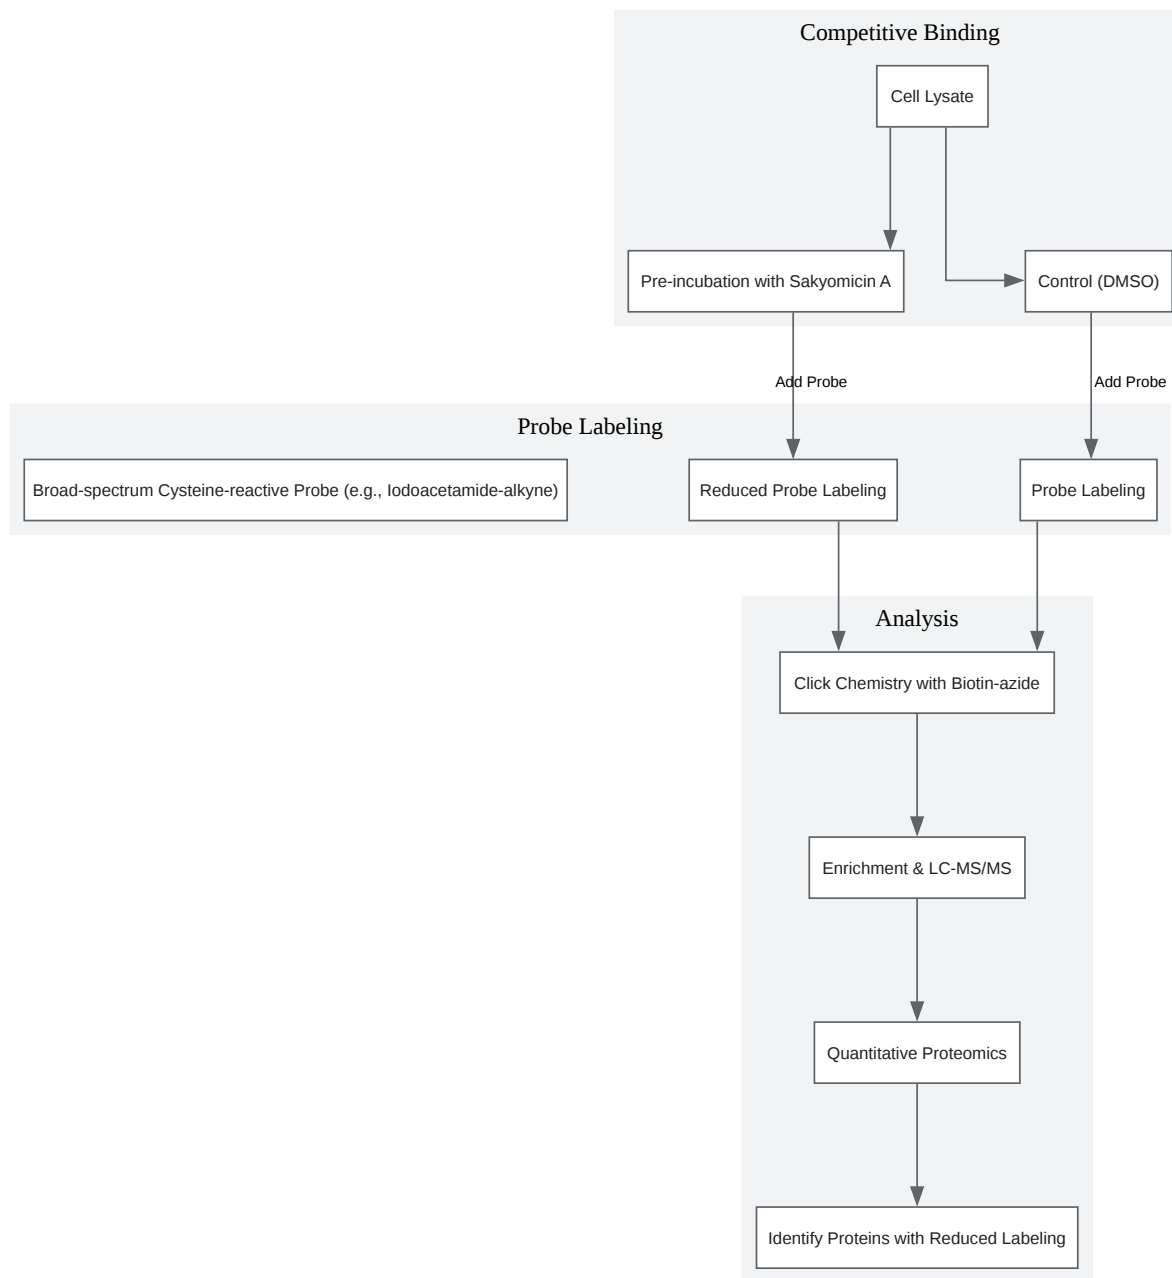 Competitive Binding
Cell Lysate
Pre-incubation with Sakyomicin A
Control (DMSO)
Add Probe
Add Probe
Probe Labeling
Broad-spectrum Cysteine-reactive Probe (e.g., Iodoacetamide-alkyne)
Reduced Probe Labeling
Probe Labeling
Analysis
Click Chemistry with Biotin-azide
Enrichment & LC-MS/MS
Quantitative Proteomics
Identify Proteins with Reduced Labeling